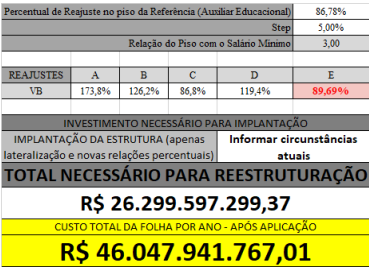 Percentual de Reajuste no piso da Referência (Auxiliar Educacional) 86,78%
Step 5,00%
Relação do Piso com o Salário Mínimo 3,00
REAJUSTES A B C D E
VB 173,8% 126,2% 86,8% 119,4% 89,69%
INVESTIMENTO NECESSÁRIO PARA IMPLANTAÇÃO
IMPLANTAÇÃO DA ESTRUTURA (apenas Informar circunstâncias
lateralização e novas relações percentuais) atuais
TOTAL NECESSÁRIO PARA REESTRUTURAÇÃO
R$ 26.299.597.299,37
CUSTO TOTAL DA FOLHA POR ANO - APÓS APLICAÇÃO
R$ 46.047.941.767,01